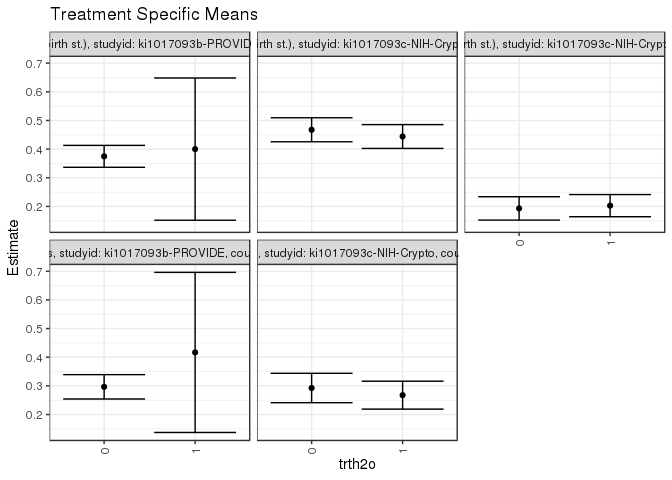 Treatment Specific Means
st.), studyid: ki1017093b-PROVID
st.), studyid: ki1017093c-NIH-Cryp
st.), studyid: ki1017093c-NIH-Crypt
0.7
0.6
0.5
0.4
0.3
0.2
0
1
Estimate
s, studyid: ki1017093b-PROVIDE, cou
, studyid: ki1017093c-NIH-Crypto, cou
0.7
0.6
0.5
0.4
0.3
0.2
0
1
0
1
trth2o